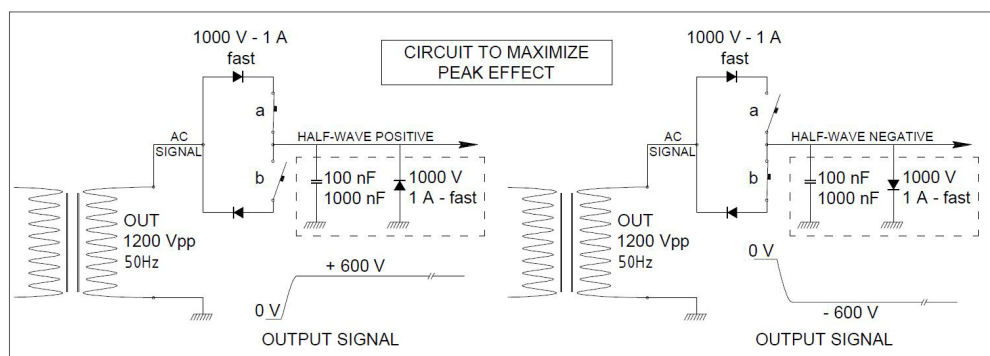 CIRCUIT TO MAXIMIZE
PEAK EFFECT
1000 V - 1 A
fast
a
AC
SIGNAL
HALF-WAVE POSITIVE
b
100 nF
1000 nF
1000 V
1 A - fast
OUT
1200 Vpp
50Hz
+ 600 V
0 V
OUTPUT SIGNAL
1000 V - 1 A
fast
a
AC
SIGNAL
HALF-WAVE NEGATIVE
b
100 nF
1000 nF
1000 V
1 A - fast
OUT
1200 Vpp
50Hz
0 V
- 600 V
OUTPUT SIGNAL